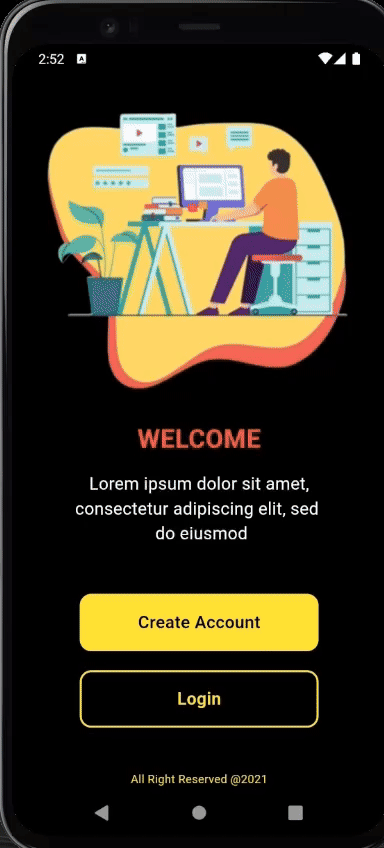 2:52 A
WELCOME
Lorem ipsum dolor sit amet,
consectetur adipiscing elit, sed
do eiusmod
Create Account
Login
All Right Reserved @2021